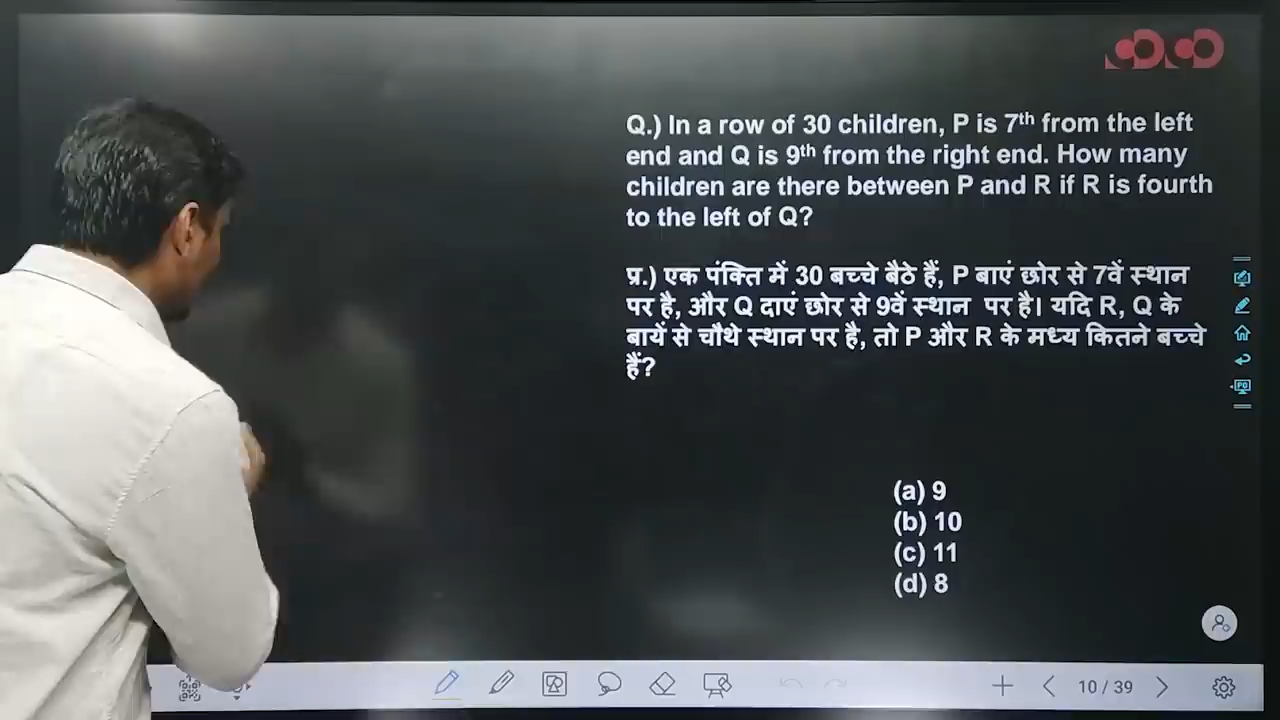 Q.) In a row of 30 children, P is 7th from the left
end and Q is 9th from the right end. How many
children are there between P and R if R is fourth
to the left of Q?
प्र.) एक पंक्ति में 30 बच्चे बैठे हैं, P बाएं छोर से 7वें स्थान
पर है, और Q दाएं छोर से 9वें स्थान पर है। यदि R, Q के
बायें से चौथे स्थान पर है, तो P और R के मध्य कितने बच्चे
हैं?
(a) 9
(b) 10
(c) 11
(d) 8
10 / 39